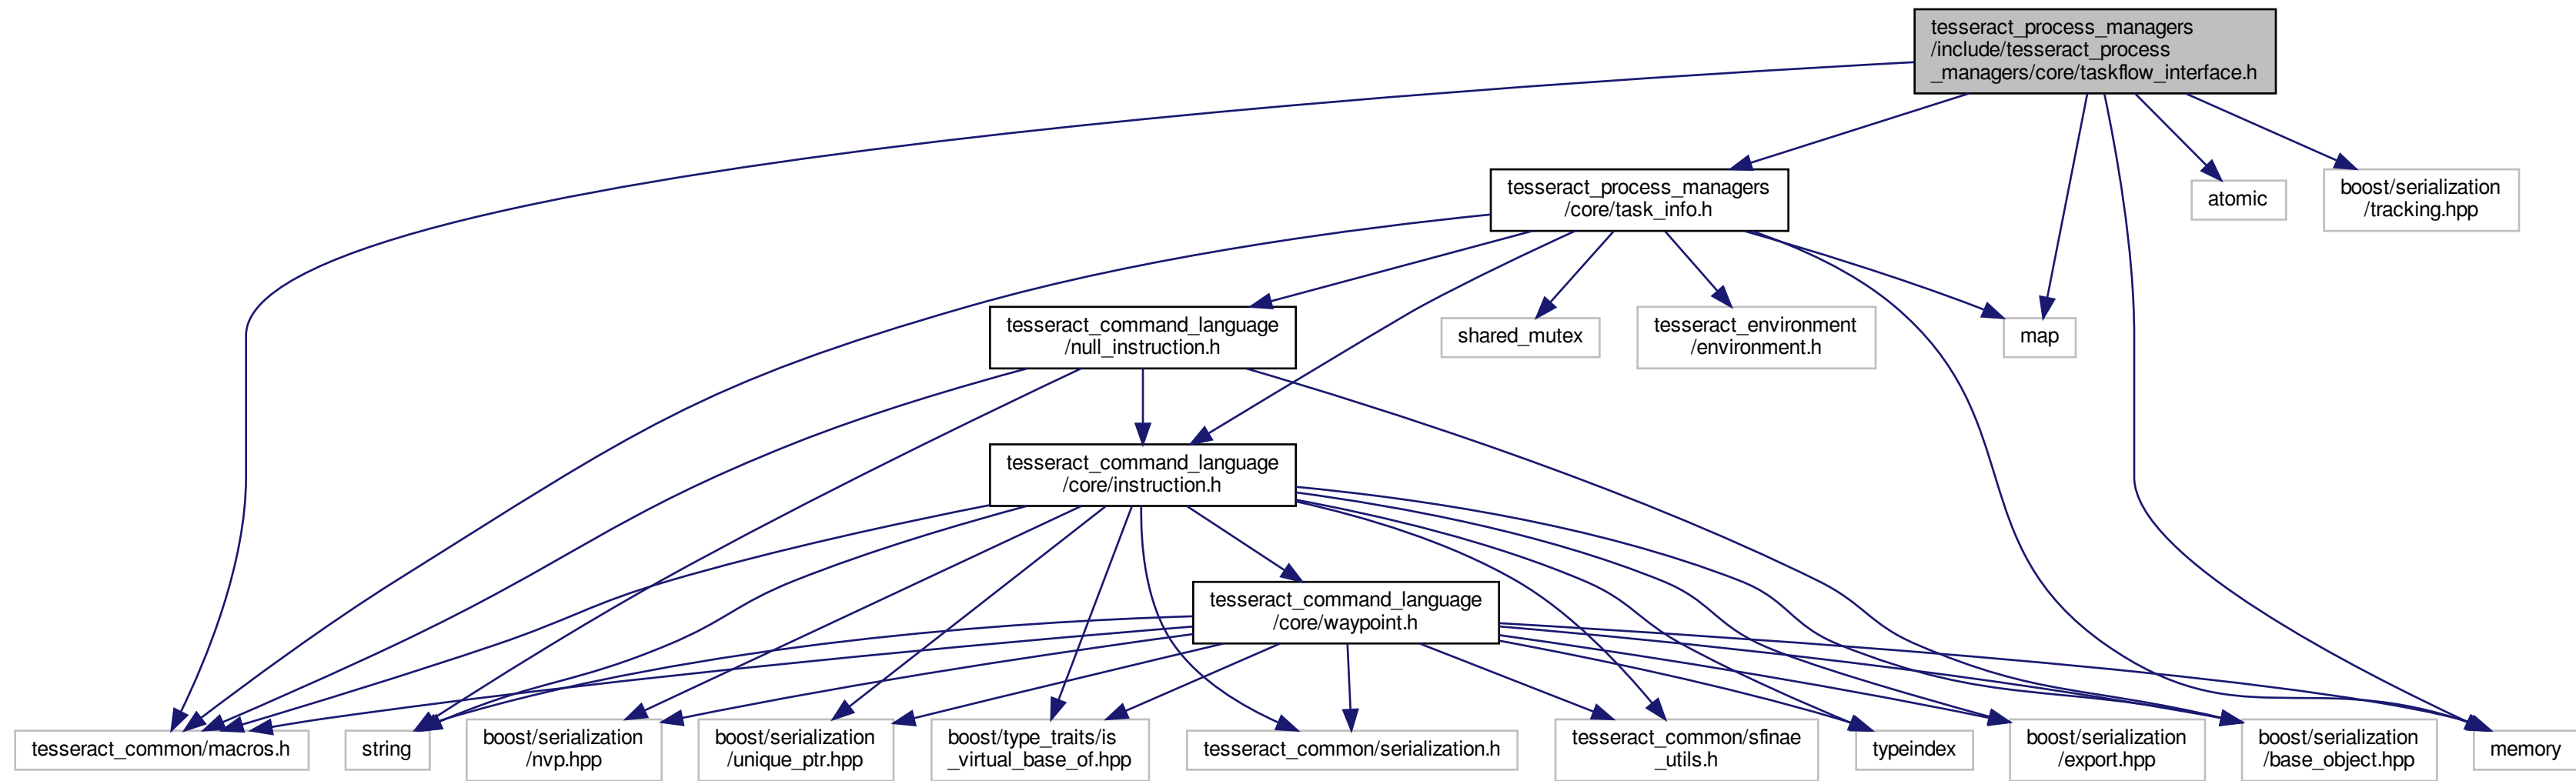 tesseract_process_managers
/include/tesseract_process
_managers/core/taskflow_interface.h
tesseract_process_managers
/core/task_info.h
atomic
boost/serialization
/tracking.hpp
tesseract_command_language
/null_instruction.h
shared_mutex
tesseract_environment
/environment.h
map
tesseract_command_language
/core/instruction.h
tesseract_command_language
/core/waypoint.h
tesseract_common/macros.h
string
boost/serialization
/nvp.hpp
boost/serialization
/unique_ptr.hpp
boost/type_traits/is
_virtual_base_of.hpp
tesseract_common/serialization.h
tesseract_common/sfinae
_utils.h
typeindex
boost/serialization
/export.hpp
boost/serialization
/base_object.hpp
memory